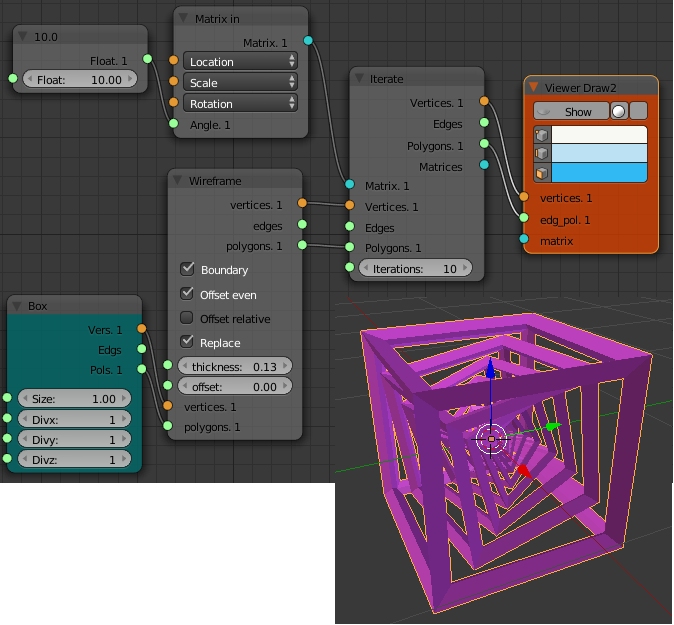 10.0
Float. 1
Float: 10.00
Matrix in
Matrix. 1
Location
Scale
Rotation
Angle. 1
Iterate
Vertices. 1
Edges
Polygons. 1
Matrices
Matrix. 1
Vertices. 1
Edges
Polygons. 1
Iterations: 10
Viewer Draw2
Show
vertices. 1
edg_pol. 1
matrix
Wireframe
vertices. 1
edges
polygons. 1
Boundary
Offset even
Offset relative
Replace
thickness: 0.13
offset: 0.00
vertices. 1
polygons. 1
Box
Vers. 1
Edgs
Pols. 1
Size: 1.00
Divx: 1
Divy: 1
Divz: 1